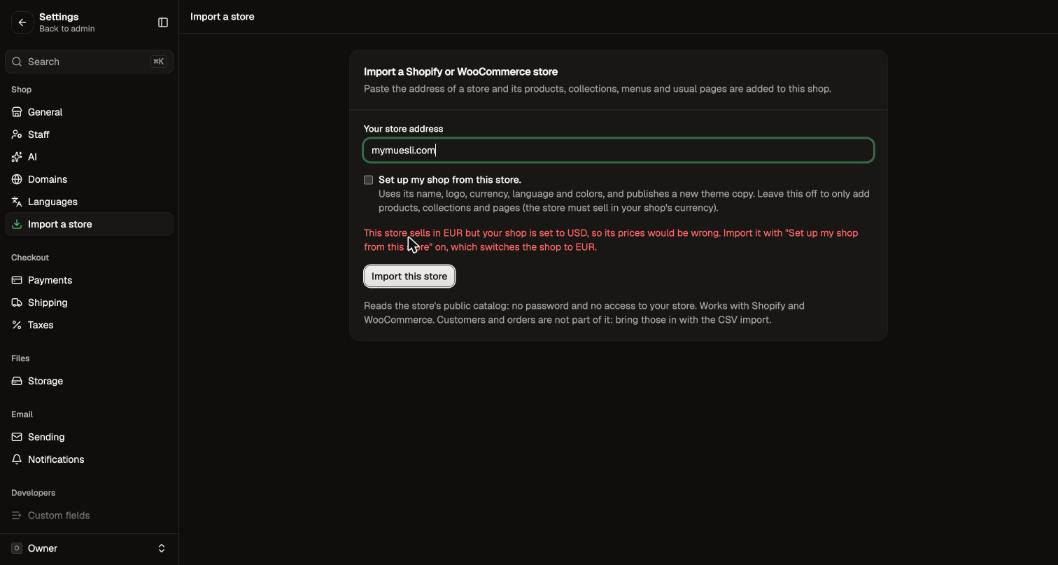 Settings
Back to admin
Search
⌘K
Shop
General
Staff
AI
Domains
Languages
Import a store
Checkout
Payments
Shipping
Taxes
Files
Storage
Email
Sending
Notifications
Developers
Custom fields
Owner
Import a store
Import a Shopify or WooCommerce store
Paste the address of a store and its products, collections, menus and usual pages are added to this shop.
Your store address
mymuesli.com
Set up my shop from this store.
Uses its name, logo, currency, language and colors, and publishes a new theme copy. Leave this off to only add
products, collections and pages (the store must sell in your shop's currency).
This store sells in EUR but your shop is set to USD, so its prices would be wrong. Import it with "Set up my shop
from this store" on, which switches the shop to EUR.
Import this store
Reads the store's public catalog: no password and no access to your store. Works with Shopify and
WooCommerce. Customers and orders are not part of it: bring those in with the CSV import.